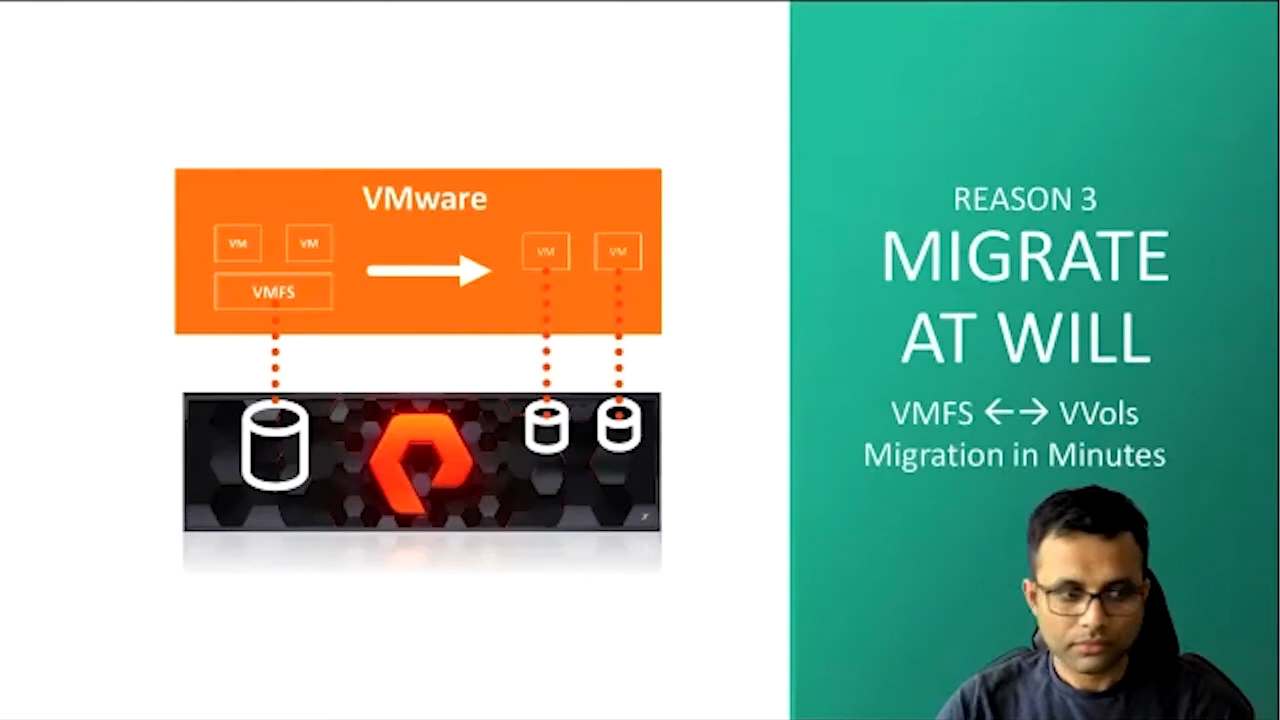 VMware
VM VM
VMFS
VM VM
REASON 3
MIGRATE
AT WILL
VMFS ←→ VVols
Migration in Minutes
X